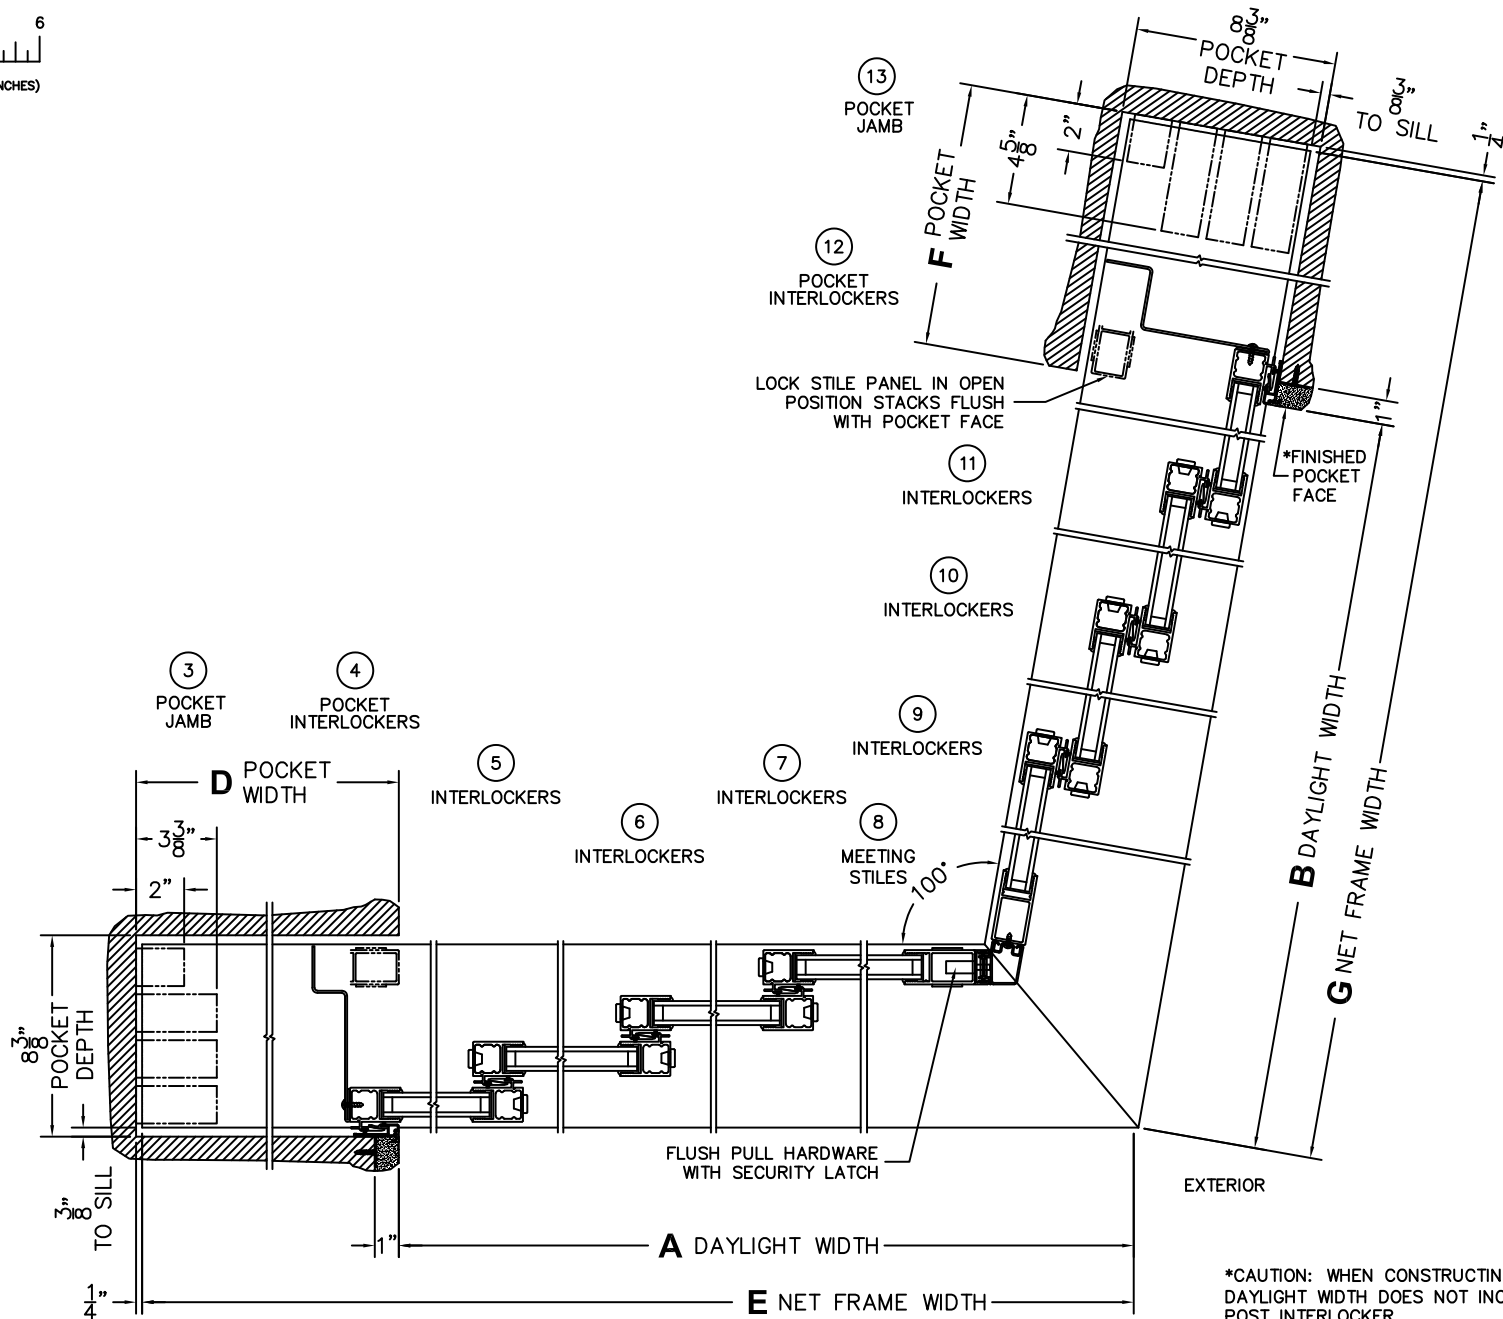 6
NCHES)
13
POCKET
JAMB
8 3/8"
POCKET
DEPTH
3/8"
TO SILL
1/4"
2"
4 5/8"
F POCKET
WIDTH
12
POCKET
INTERLOCKERS
LOCK STILE PANEL IN OPEN
POSITION STACKS FLUSH
WITH POCKET FACE
1"
*FINISHED
POCKET
FACE
11
INTERLOCKERS
10
INTERLOCKERS
9
INTERLOCKERS
B DAYLIGHT WIDTH
G NET FRAME WIDTH
3
POCKET
JAMB
4
POCKET
INTERLOCKERS
5
INTERLOCKERS
6
INTERLOCKERS
7
INTERLOCKERS
8
MEETING
STILES
100°
D POCKET
WIDTH
3 3/8"
2"
8 3/8"
POCKET
DEPTH
3/8"
TO SILL
FLUSH PULL HARDWARE
WITH SECURITY LATCH
EXTERIOR
1"
A DAYLIGHT WIDTH
1/4"
E NET FRAME WIDTH
*CAUTION: WHEN CONSTRUCTIN
DAYLIGHT WIDTH DOES NOT INC
POST INTERLOCKER